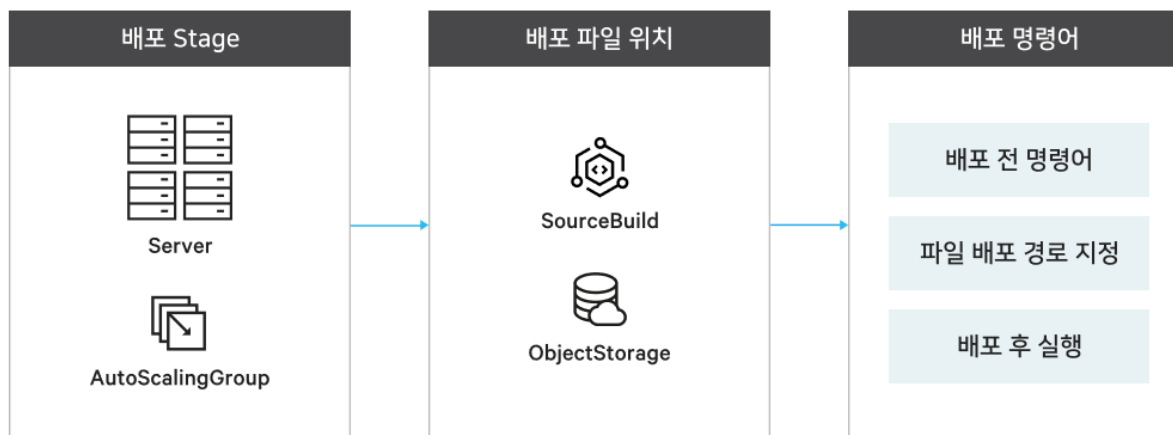 배포 Stage
Server
AutoScalingGroup
배포 파일 위치
SourceBuild
ObjectStorage
배포 명령어
배포 전 명령어
파일 배포 경로 지정
배포 후 실행